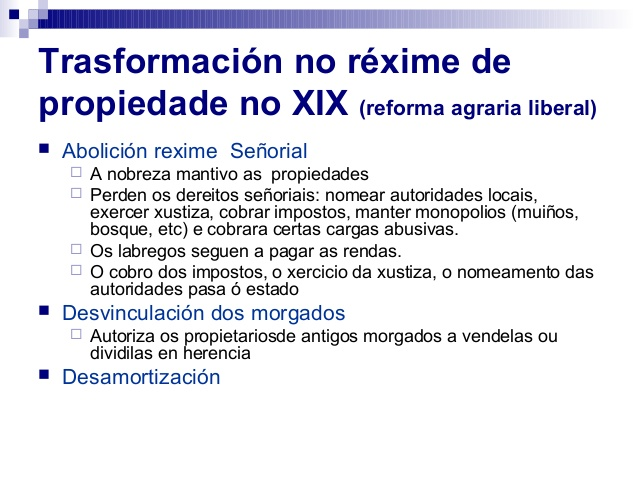 Trasformación no réxime de
propiedade no XIX (reforma agraria liberal)
Abolición rexime Señorial
A nobreza mantivo as propiedades
Perden os dereitos señoriais: nomear autoridades locais,
exercer xustiza, cobrar impostos, manter monopolios (muiños,
bosque, etc) e cobrara certas cargas abusivas.
Os labregos seguen a pagar as rendas.
O cobro dos impostos, o xercicio da xustiza, o nomeamento das
autoridades pasa ó estado
Desvinculación dos morgados
Autoriza os propietariosde antigos morgados a vendelas ou
dividilas en herencia
Desamortización